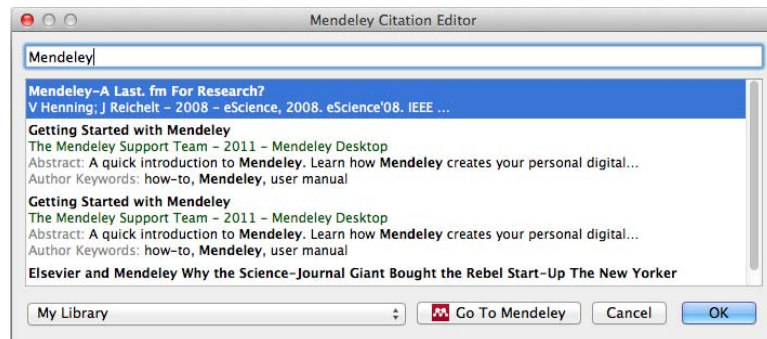 Mendeley Citation Editor
Mendeley
Mendeley–A Last. fm For Research?
V Henning; J Reichelt – 2008 – eScience, 2008. eScience'08. IEEE ...
Getting Started with Mendeley
The Mendeley Support Team – 2011 – Mendeley Desktop
Abstract: A quick introduction to Mendeley. Learn how Mendeley creates your personal digital...
Author Keywords: how-to, Mendeley, user manual
Getting Started with Mendeley
The Mendeley Support Team – 2011 – Mendeley Desktop
Abstract: A quick introduction to Mendeley. Learn how Mendeley creates your personal digital...
Author Keywords: how-to, Mendeley, user manual
Elsevier and Mendeley Why the Science–Journal Giant Bought the Rebel Start–Up The New Yorker
My Library
Go To Mendeley
Cancel
OK